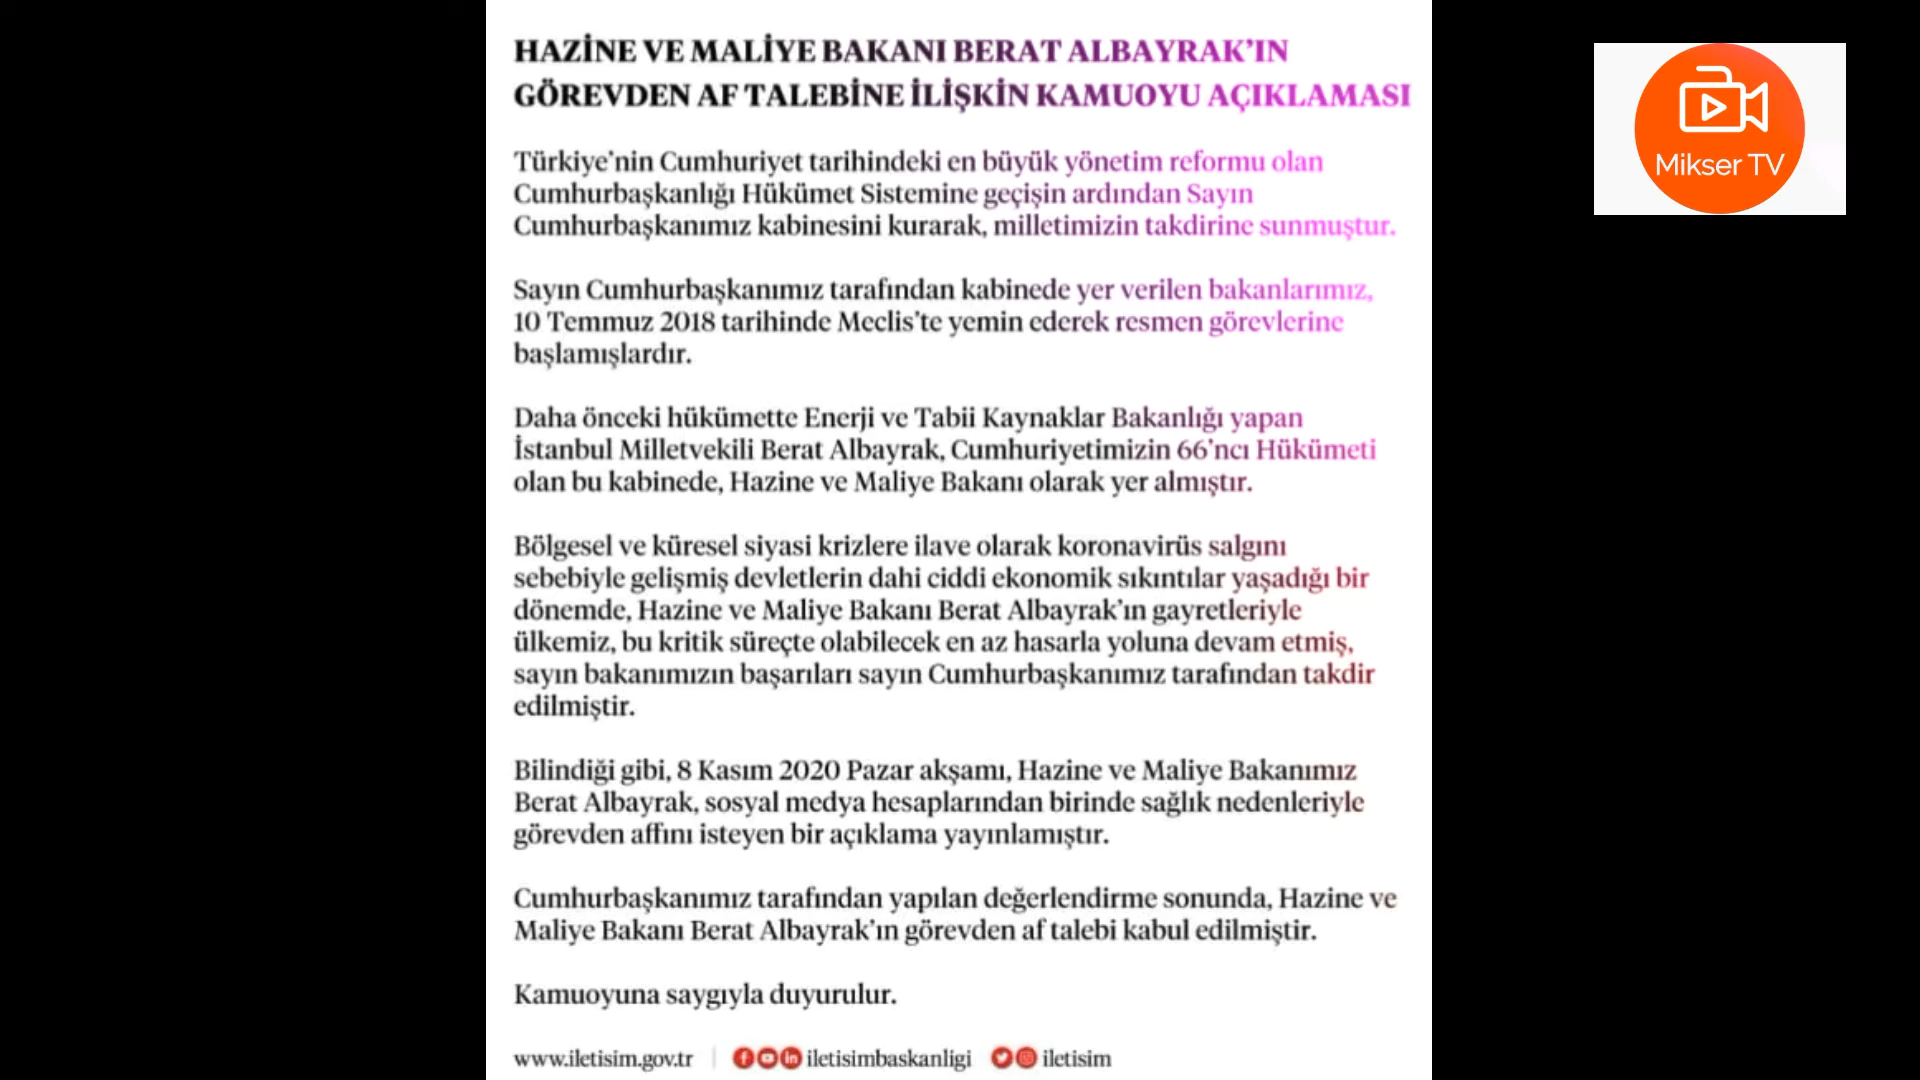 HAZİNE VE MALİYE BAKANI BERAT ALBAYRAK’IN
GÖREVDEN AF TALEBİNE İLİŞKİN KAMUOYU AÇIKLAMASI
Türkiye’nin Cumhuriyet tarihindeki en büyük yönetim reformu olan
Cumhurbaşkanlığı Hükümet Sistemine geçişin ardından Sayın
Cumhurbaşkanımız kabinesini kurarak, milletimizin takdirine sunmuştur.
Sayın Cumhurbaşkanımız tarafından kabinede yer verilen bakanlarımız,
10 Temmuz 2018 tarihinde Meclis’te yemin ederek resmen görevlerine
başlamışlardır.
Daha önceki hükümette Enerji ve Tabii Kaynaklar Bakanlığı yapan
İstanbul Milletvekili Berat Albayrak, Cumhuriyetimizin 66’ncı Hükümeti
olan bu kabinede, Hazine ve Maliye Bakanı olarak yer almıştır.
Bölgesel ve küresel siyasi krizlere ilave olarak koronavirüs salgını
sebebiyle gelişmiş devletlerin dahi ciddi ekonomik sıkıntılar yaşadığı bir
dönemde, Hazine ve Maliye Bakanı Berat Albayrak’ın gayretleriyle
ülkemiz, bu kritik süreçte olabilecek en az hasarla yoluna devam etmiş,
sayın bakanımızın başarıları sayın Cumhurbaşkanımız tarafından takdir
edilmiştir.
Bilindiği gibi, 8 Kasım 2020 Pazar akşamı, Hazine ve Maliye Bakanımız
Berat Albayrak, sosyal medya hesaplarından birinde sağlık nedenleriyle
görevden affını isteyen bir açıklama yayınlamıştır.
Cumhurbaşkanımız tarafından yapılan değerlendirme sonunda, Hazine ve
Maliye Bakanı Berat Albayrak’ın görevden af talebi kabul edilmiştir.
Kamuoyuna saygıyla duyurulur.
www.iletisim.gov.tr | iletisimbaskanligi iletisim
Mikser TV